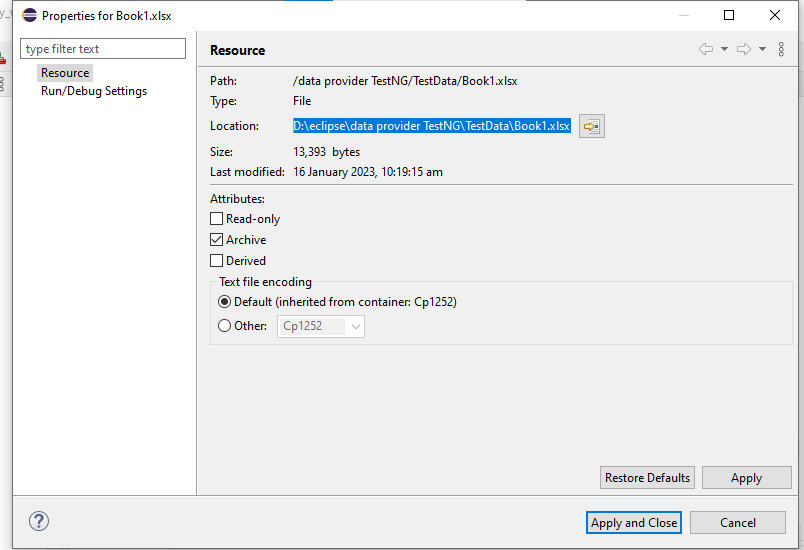 Properties for Book1.xlsx
type filter text
Resource
Run/Debug Settings
Resource
Path: /data provider TestNG/TestData/Book1.xlsx
Type: File
Location: D:\eclipse\data provider TestNG\TestData\Book1.xlsx
Size: 13,393 bytes
Last modified: 16 January 2023, 10:19:15 am
Attributes:
Read-only
Archive
Derived
Text file encoding
Default (inherited from container: Cp1252)
Other: Cp1252
Restore Defaults Apply
? Apply and Close Cancel